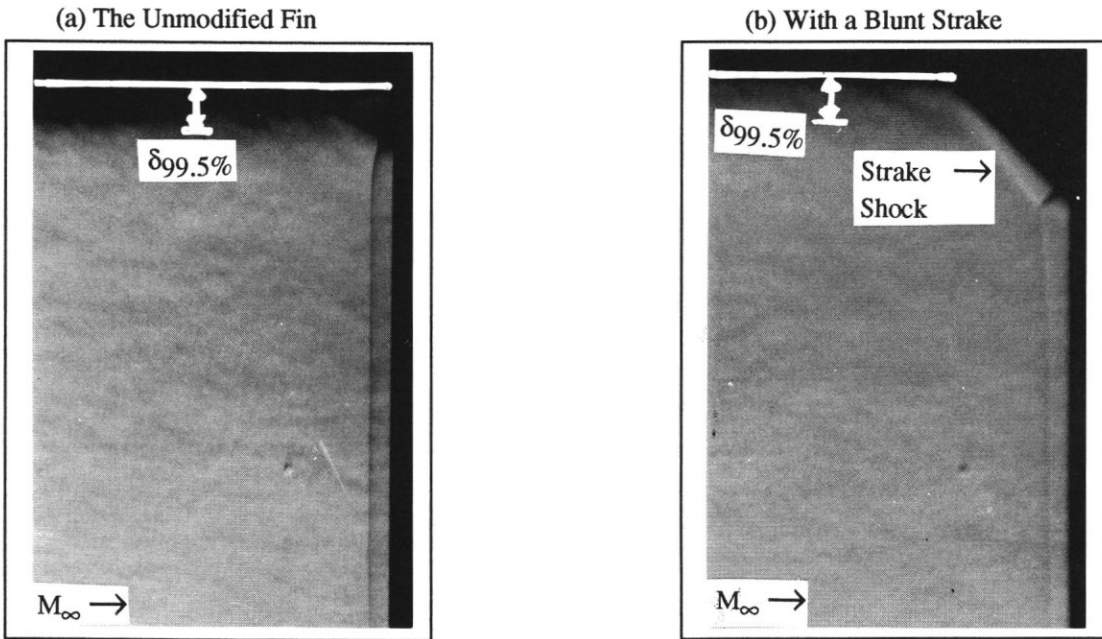 (a) The Unmodified Fin
δ99.5%
M∞ →
(b) With a Blunt Strake
δ99.5%
Strake →
Shock
M∞ →